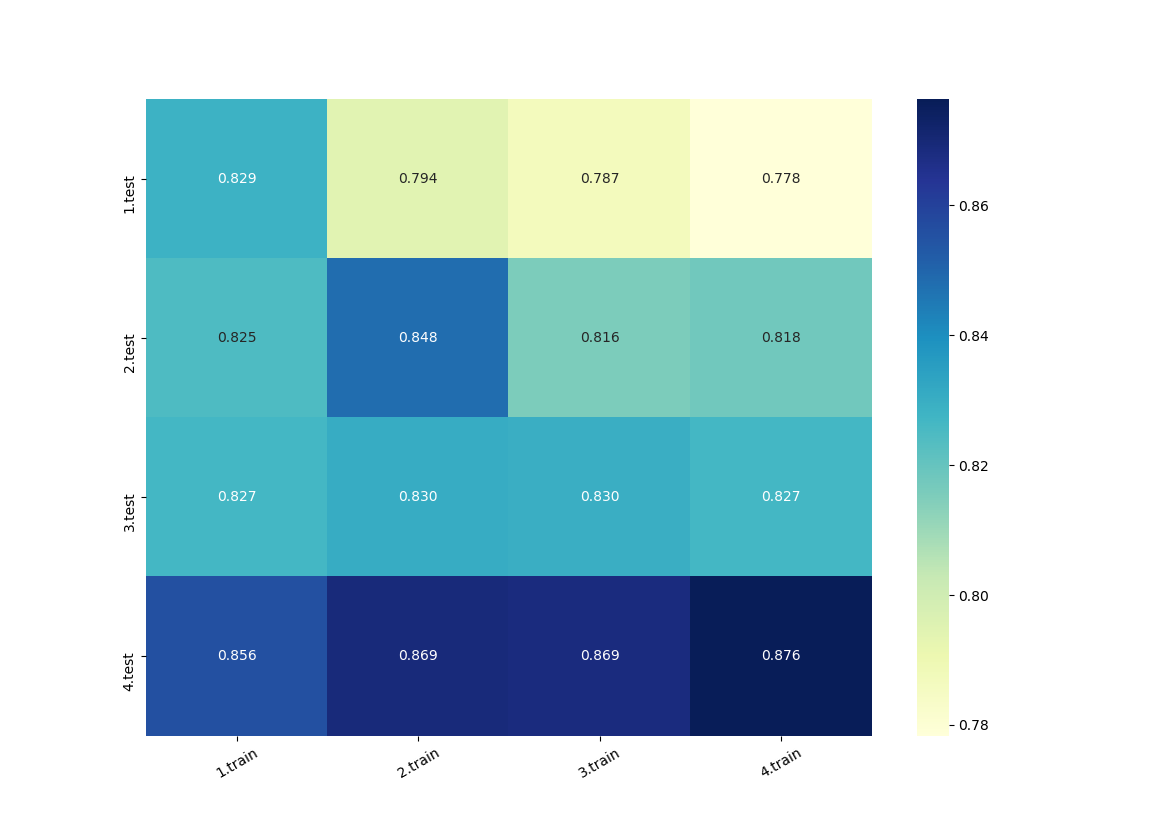 1.test 0.829 0.794 0.787 0.778
2.test 0.825 0.848 0.816 0.818
3.test 0.827 0.830 0.830 0.827
4.test 0.856 0.869 0.869 0.876
1.train 2.train 3.train 4.train
0.86
0.84
0.82
0.80
0.78